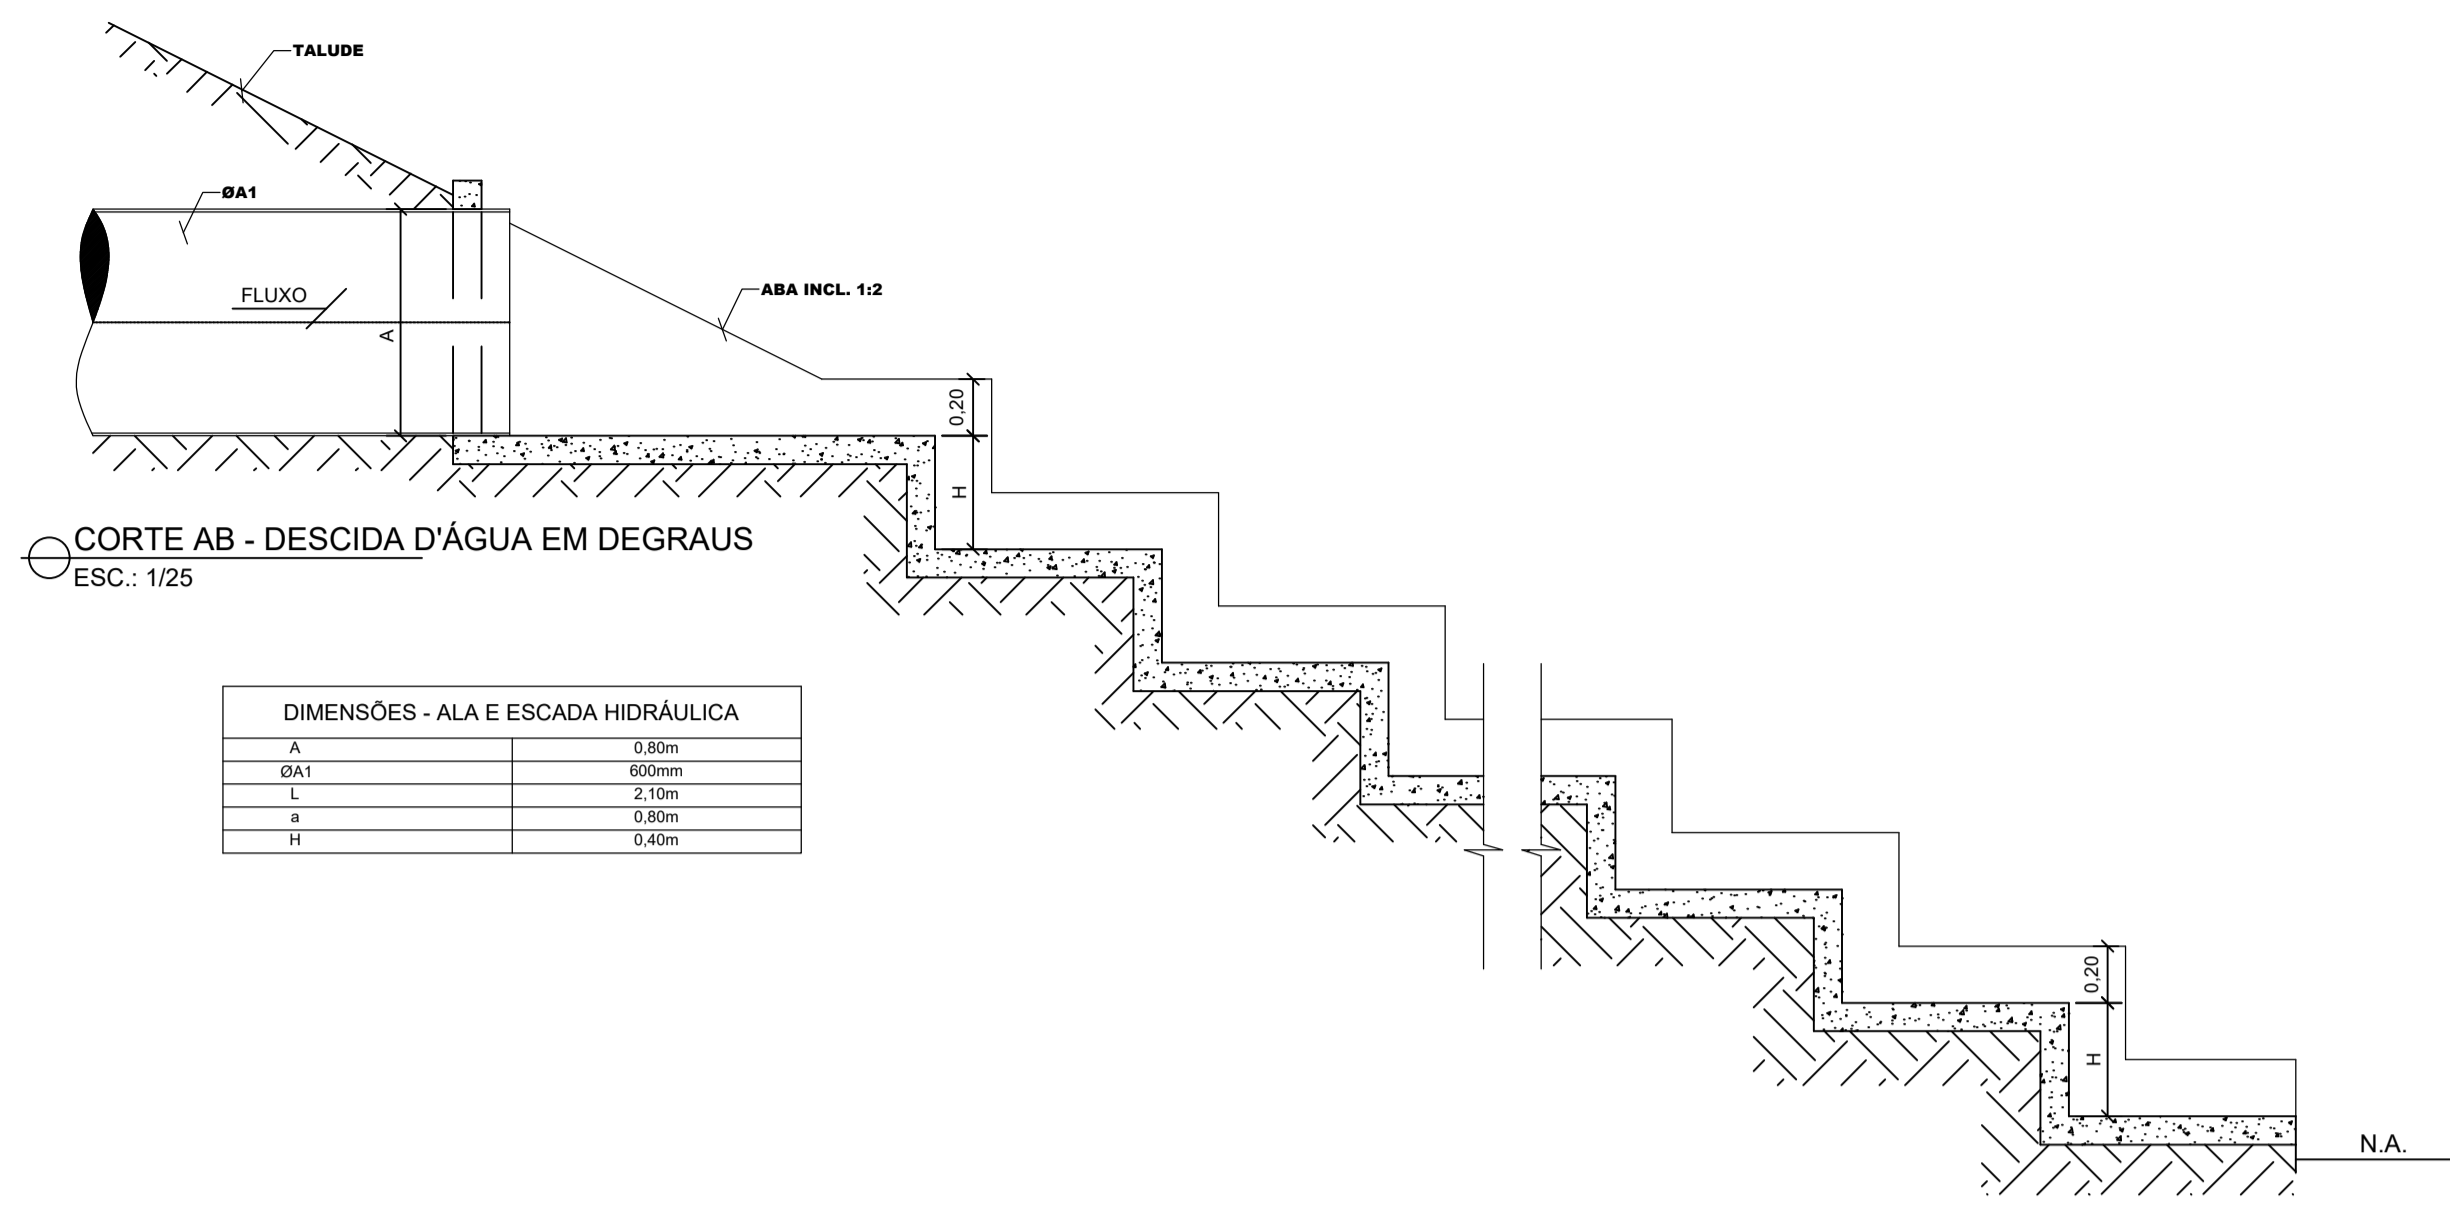 TALUDE
ØA1
FLUXO
A
ABA INCL. 1:2
0,20
H
CORTE AB - DESCIDA D'ÁGUA EM DEGRAUS
ESC.: 1/25
DIMENSÕES - ALA E ESCADA HIDRÁULICA
A 0,80m
ØA1 600mm
L 2,10m
a 0,80m
H 0,40m
0,20
H
N.A.